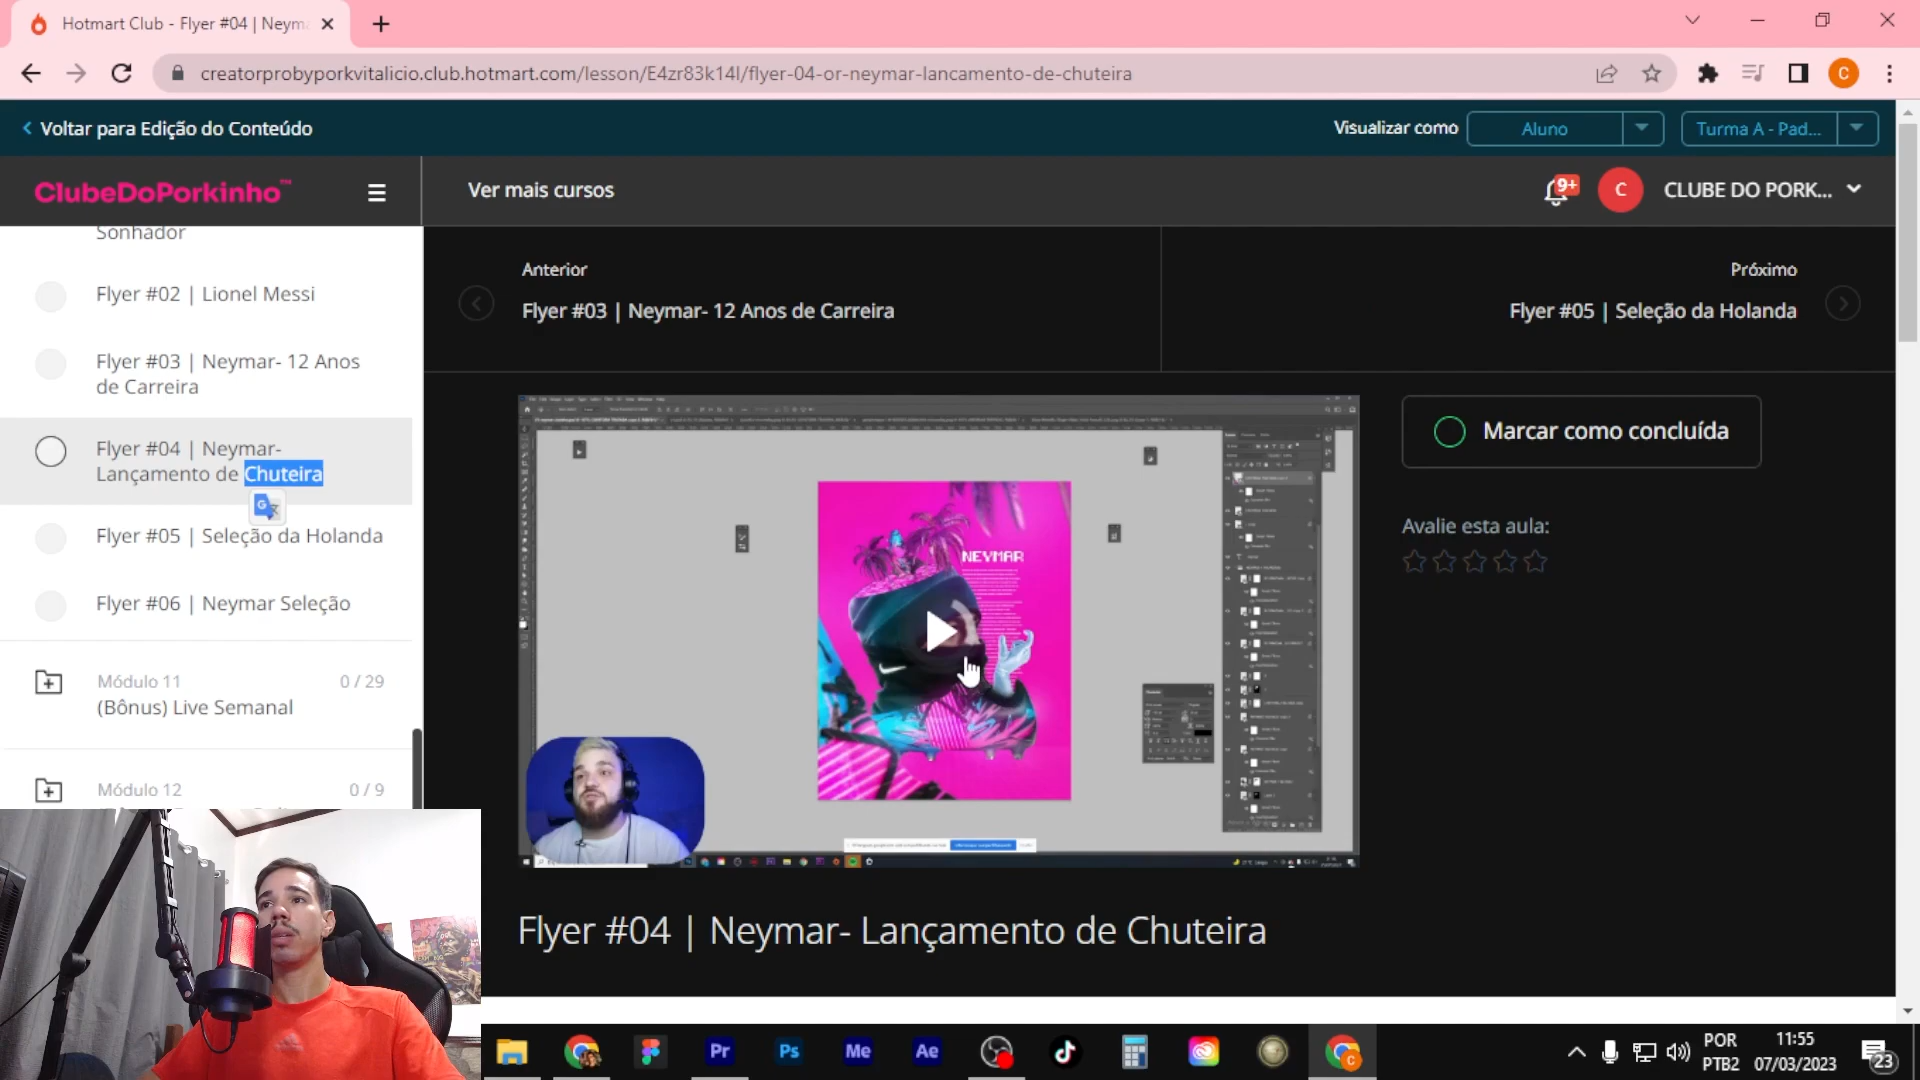 Hotmart Club - Flyer #04 | Neym
creatorprobyporkvitalicio.club.hotmart.com/lesson/E4zr83k14l/flyer-04-or-neymar-lancamento-de-chuteira
C
Voltar para Edição do Conteúdo
Visualizar como
Aluno
Turma A - Pad...
ClubeDoPorkinho™
Ver mais cursos
9+
C
CLUBE DO PORK...
Sonhador
Flyer #02 | Lionel Messi
Flyer #03 | Neymar- 12 Anos
de Carreira
Flyer #04 | Neymar-
Lançamento de Chuteira
Flyer #05 | Seleção da Holanda
Flyer #06 | Neymar Seleção
Módulo 11
0 / 29
(Bônus) Live Semanal
Módulo 12
0 / 9
Anterior
Flyer #03 | Neymar- 12 Anos de Carreira
Próximo
Flyer #05 | Seleção da Holanda
NEYMAR
Marcar como concluída
Avalie esta aula:
Flyer #04 | Neymar- Lançamento de Chuteira
Pr
Ps
Me
Ae
C
POR
PTB2
11:55
07/03/2023
23